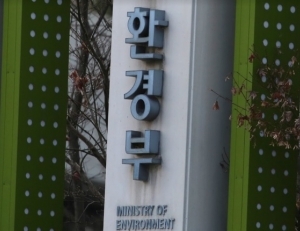 환경부
MINISTRY OF
ENVIRONMENT